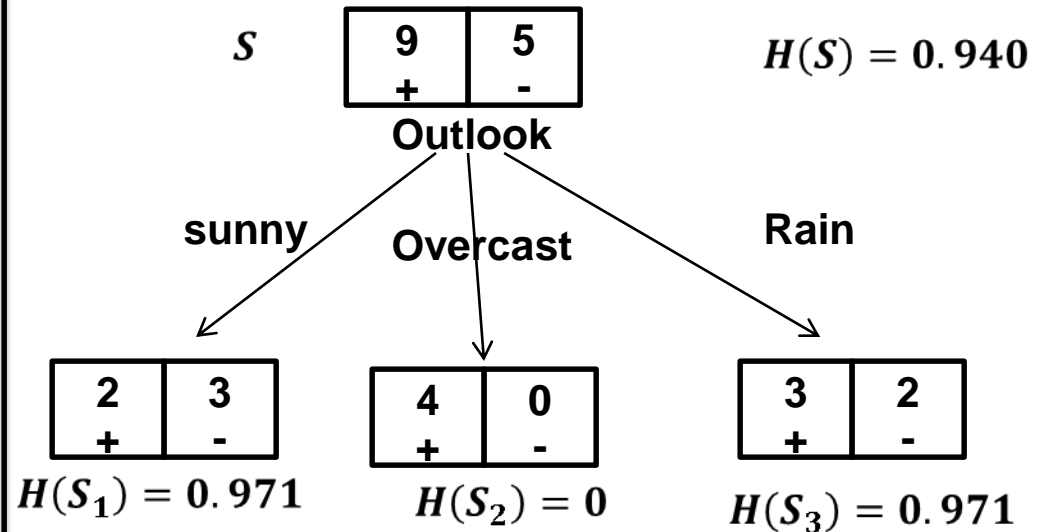 S
9 5
+ -
H(S) = 0.940
Outlook
sunny
Overcast
Rain
2 3
+ -
H(S₁) = 0.971
4 0
+ -
H(S₂) = 0
3 2
+ -
H(S₃) = 0.971